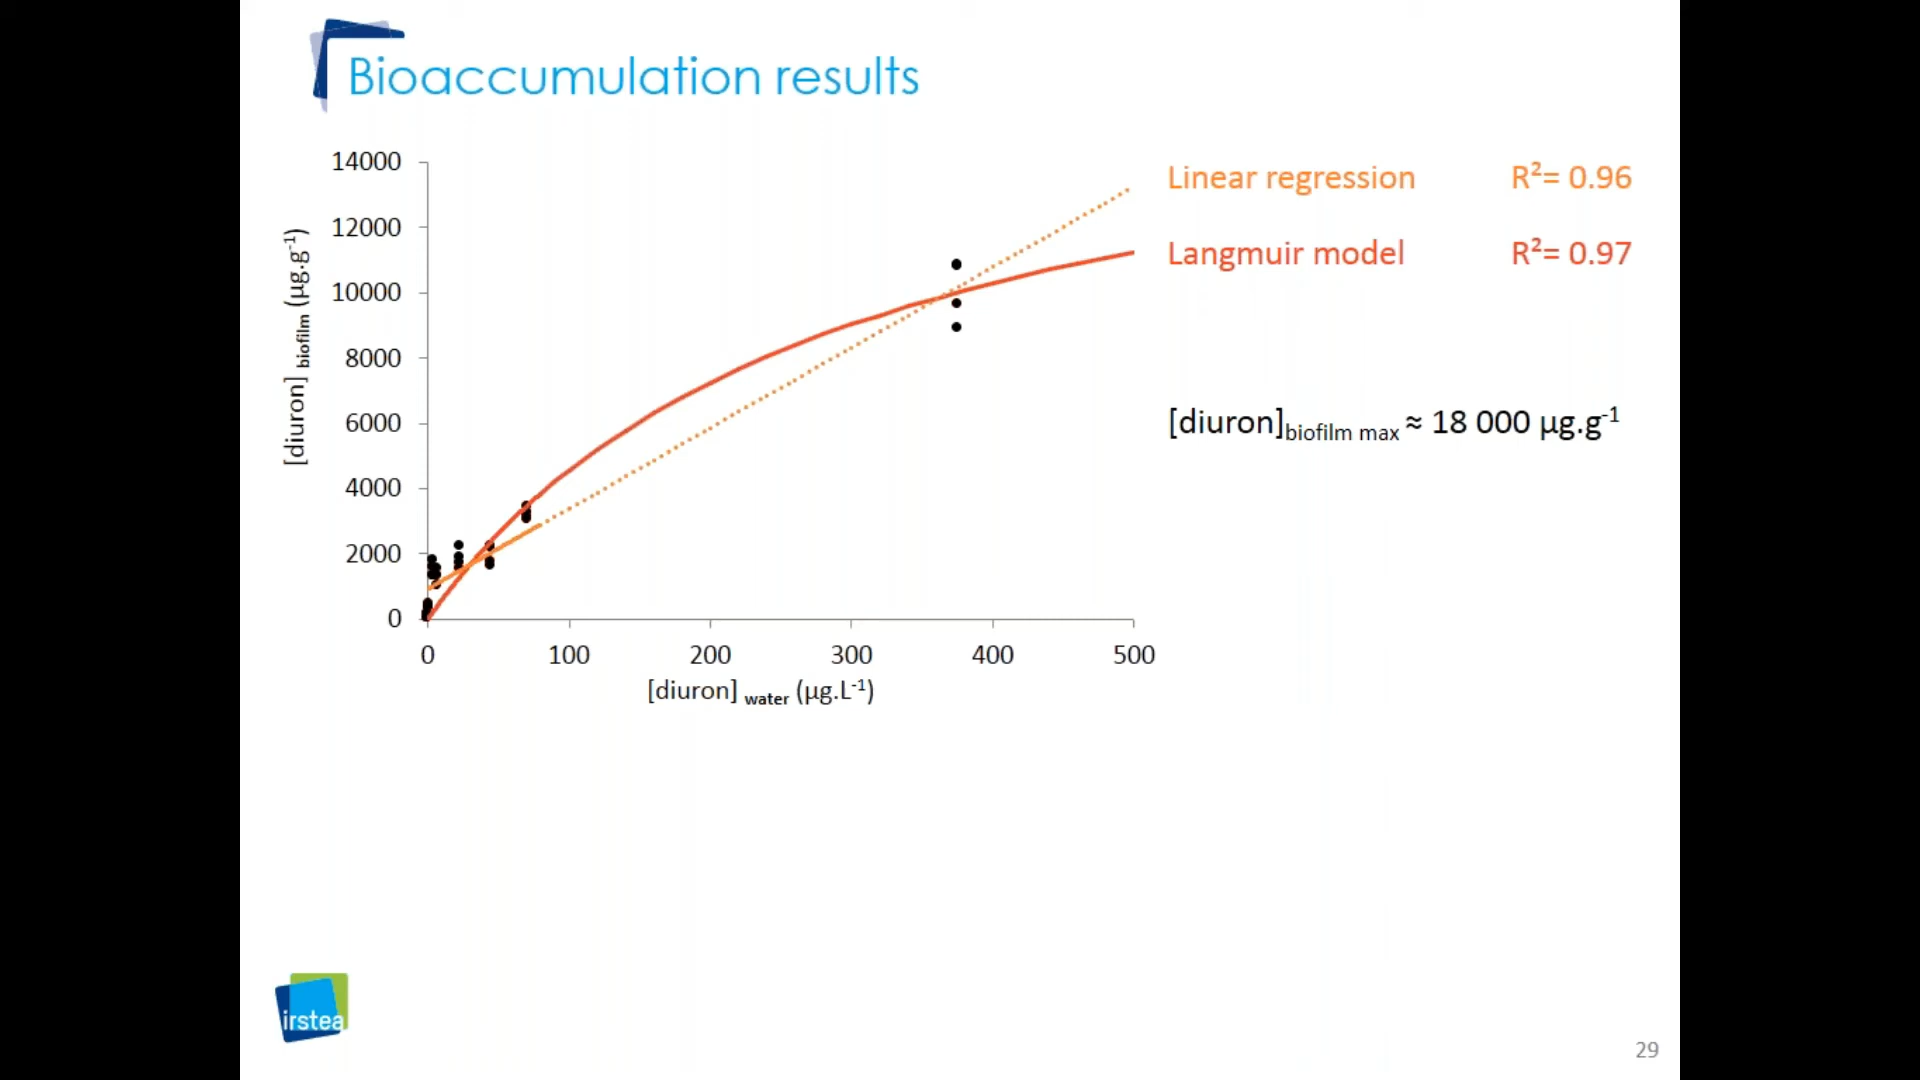 Bioaccumulation results
14000
12000
10000
8000
6000
4000
2000
0
[diuron] biofilm (µg.g-1)
0 100 200 300 400 500
[diuron] water (µg.L-1)
Linear regression R²= 0.96
Langmuir model R²= 0.97
[diuron]biofilm max ≈ 18 000 µg.g-1
irstea
29